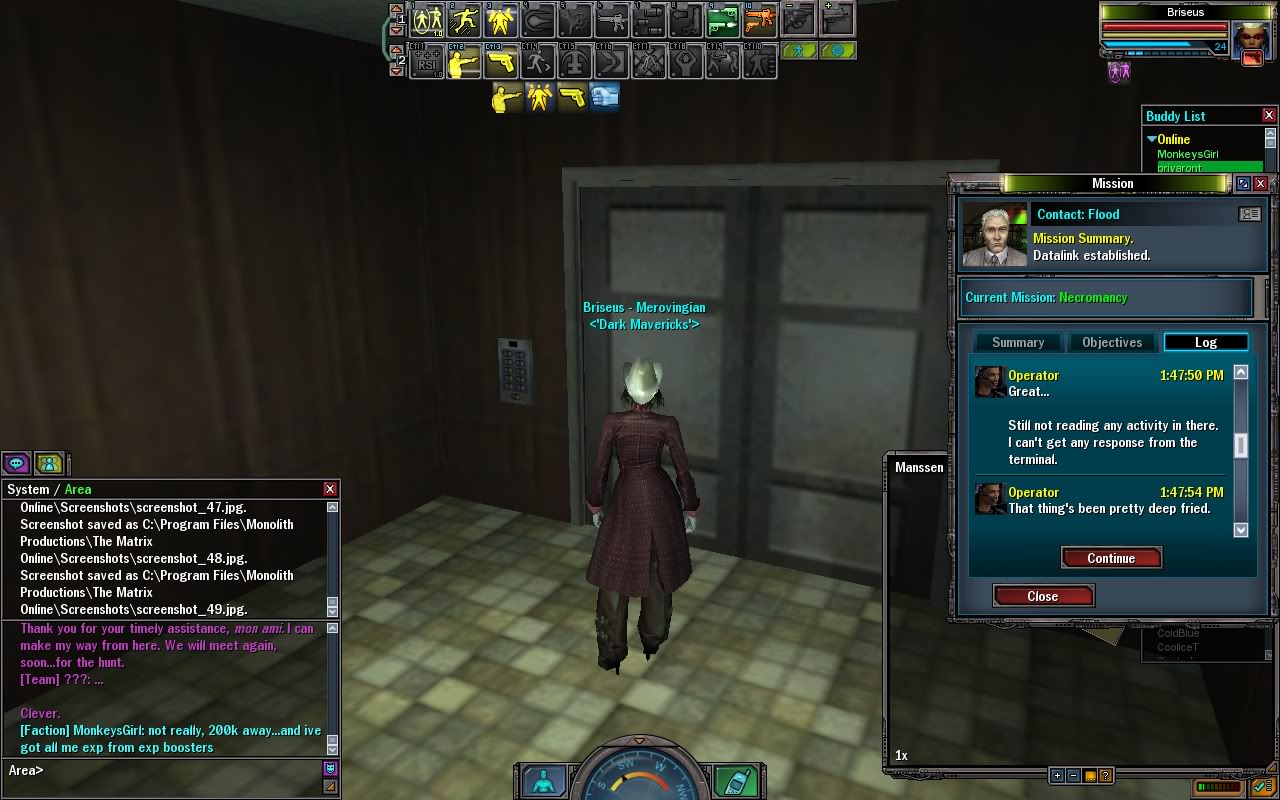 1
2
Briseus
24
Buddy List
Online
MonkeysGirl
privaront
Mission
Contact: Flood
Mission Summary.
Datalink established.
Current Mission: Necromancy
Summary
Objectives
Log
Operator 1:47:50 PM
Great...
Still not reading any activity in there.
I can't get any response from the
terminal.
Operator 1:47:54 PM
That thing's been pretty deep fried.
Continue
Close
Briseus - Merovingian
<'Dark Mavericks'>
System / Area
Online\Screenshots\screenshot_47.jpg.
Screenshot saved as C:\Program Files\Monolith
Productions\The Matrix
Online\Screenshots\screenshot_48.jpg.
Screenshot saved as C:\Program Files\Monolith
Productions\The Matrix
Online\Screenshots\screenshot_49.jpg.
Thank you for your timely assistance, mon ami. I can
make my way from here. We will meet again,
soon...for the hunt.
[Team] ???: ...
Clever.
[Faction] MonkeysGirl: not really, 200k away...and ive
got all me exp from exp boosters
Area>
Manssen
1x
ColdBlue
CooliceT
S
SW
W
NW